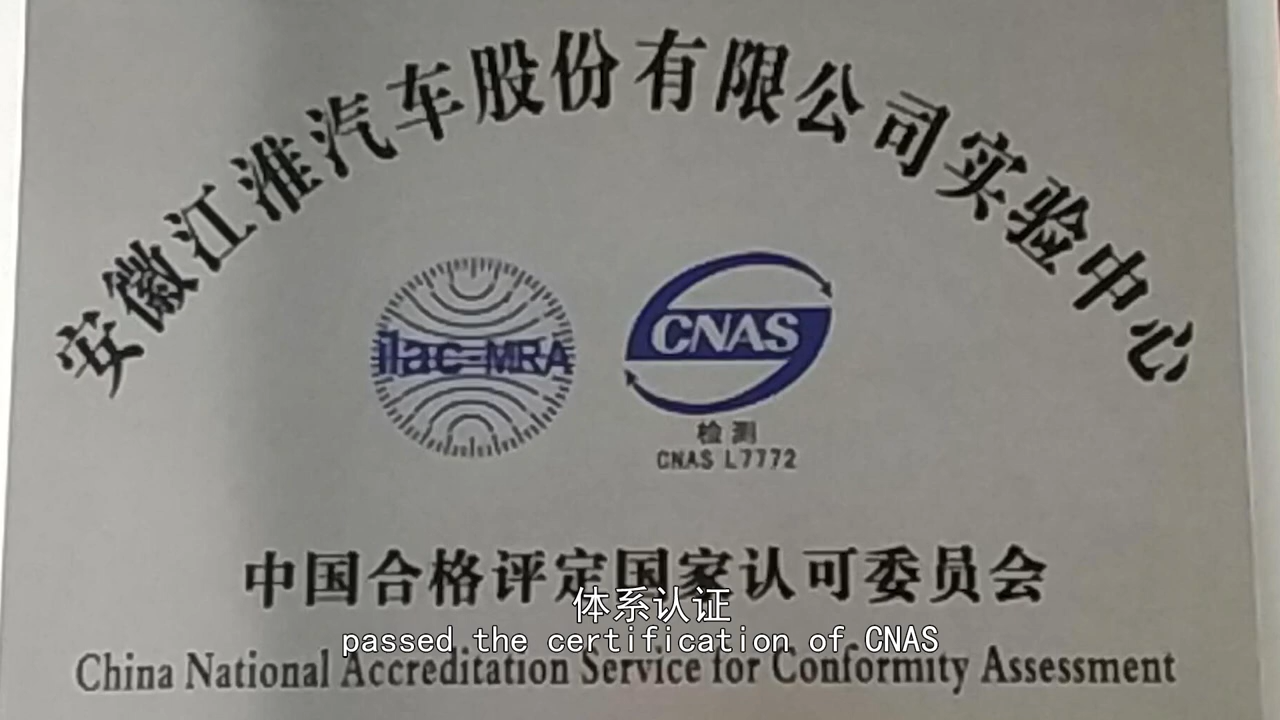 安徽江淮汽车股份有限公司实验中心
ilac-MRA
CNAS
检测
CNAS L7772
中国合格评定国家认可委员会
体系认证
passed the certification of CNAS
China National Accreditation Service for Conformity Assessment